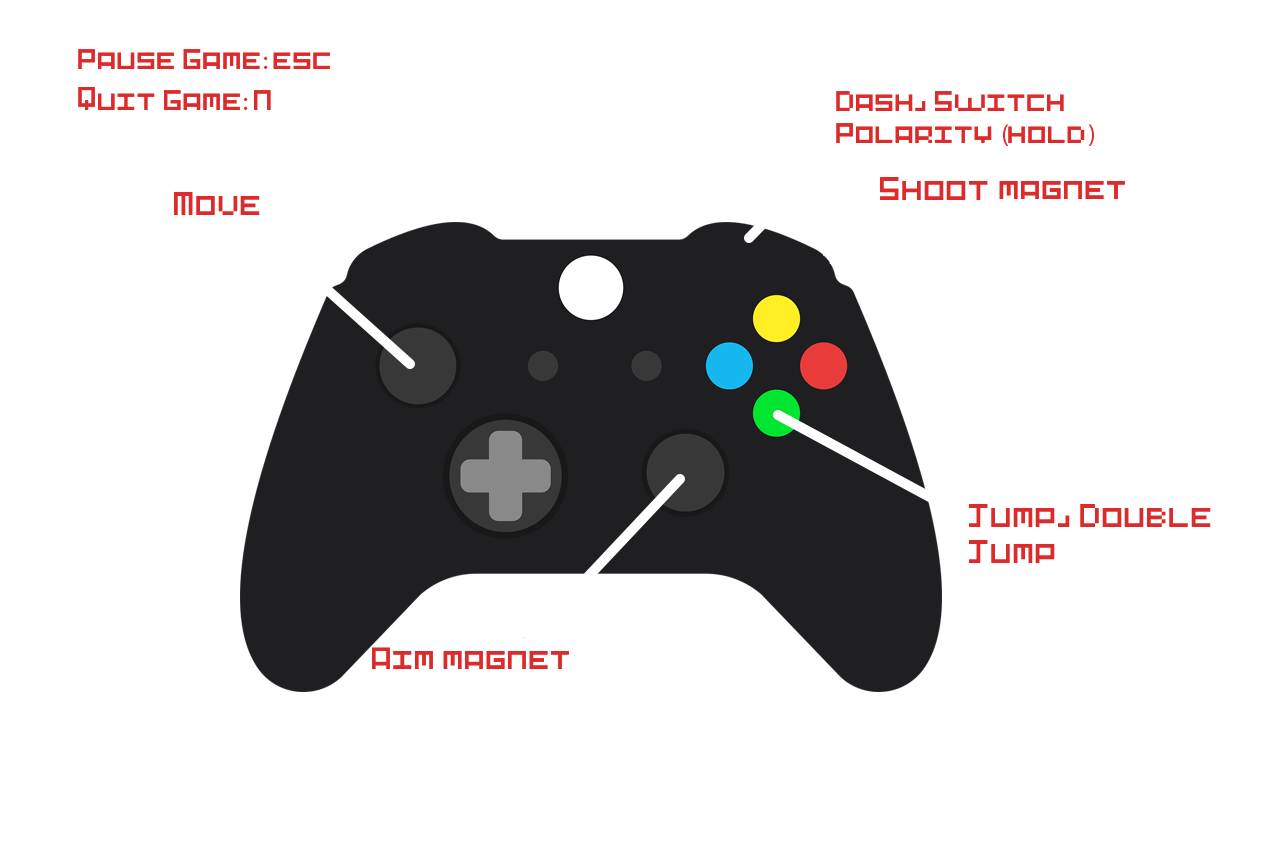 Pause Game:ESC
Quit Game:N
Dash, Switch
Polarity (hold)
Shoot magnet
Move
Jump, Double
Jump
Aim magnet